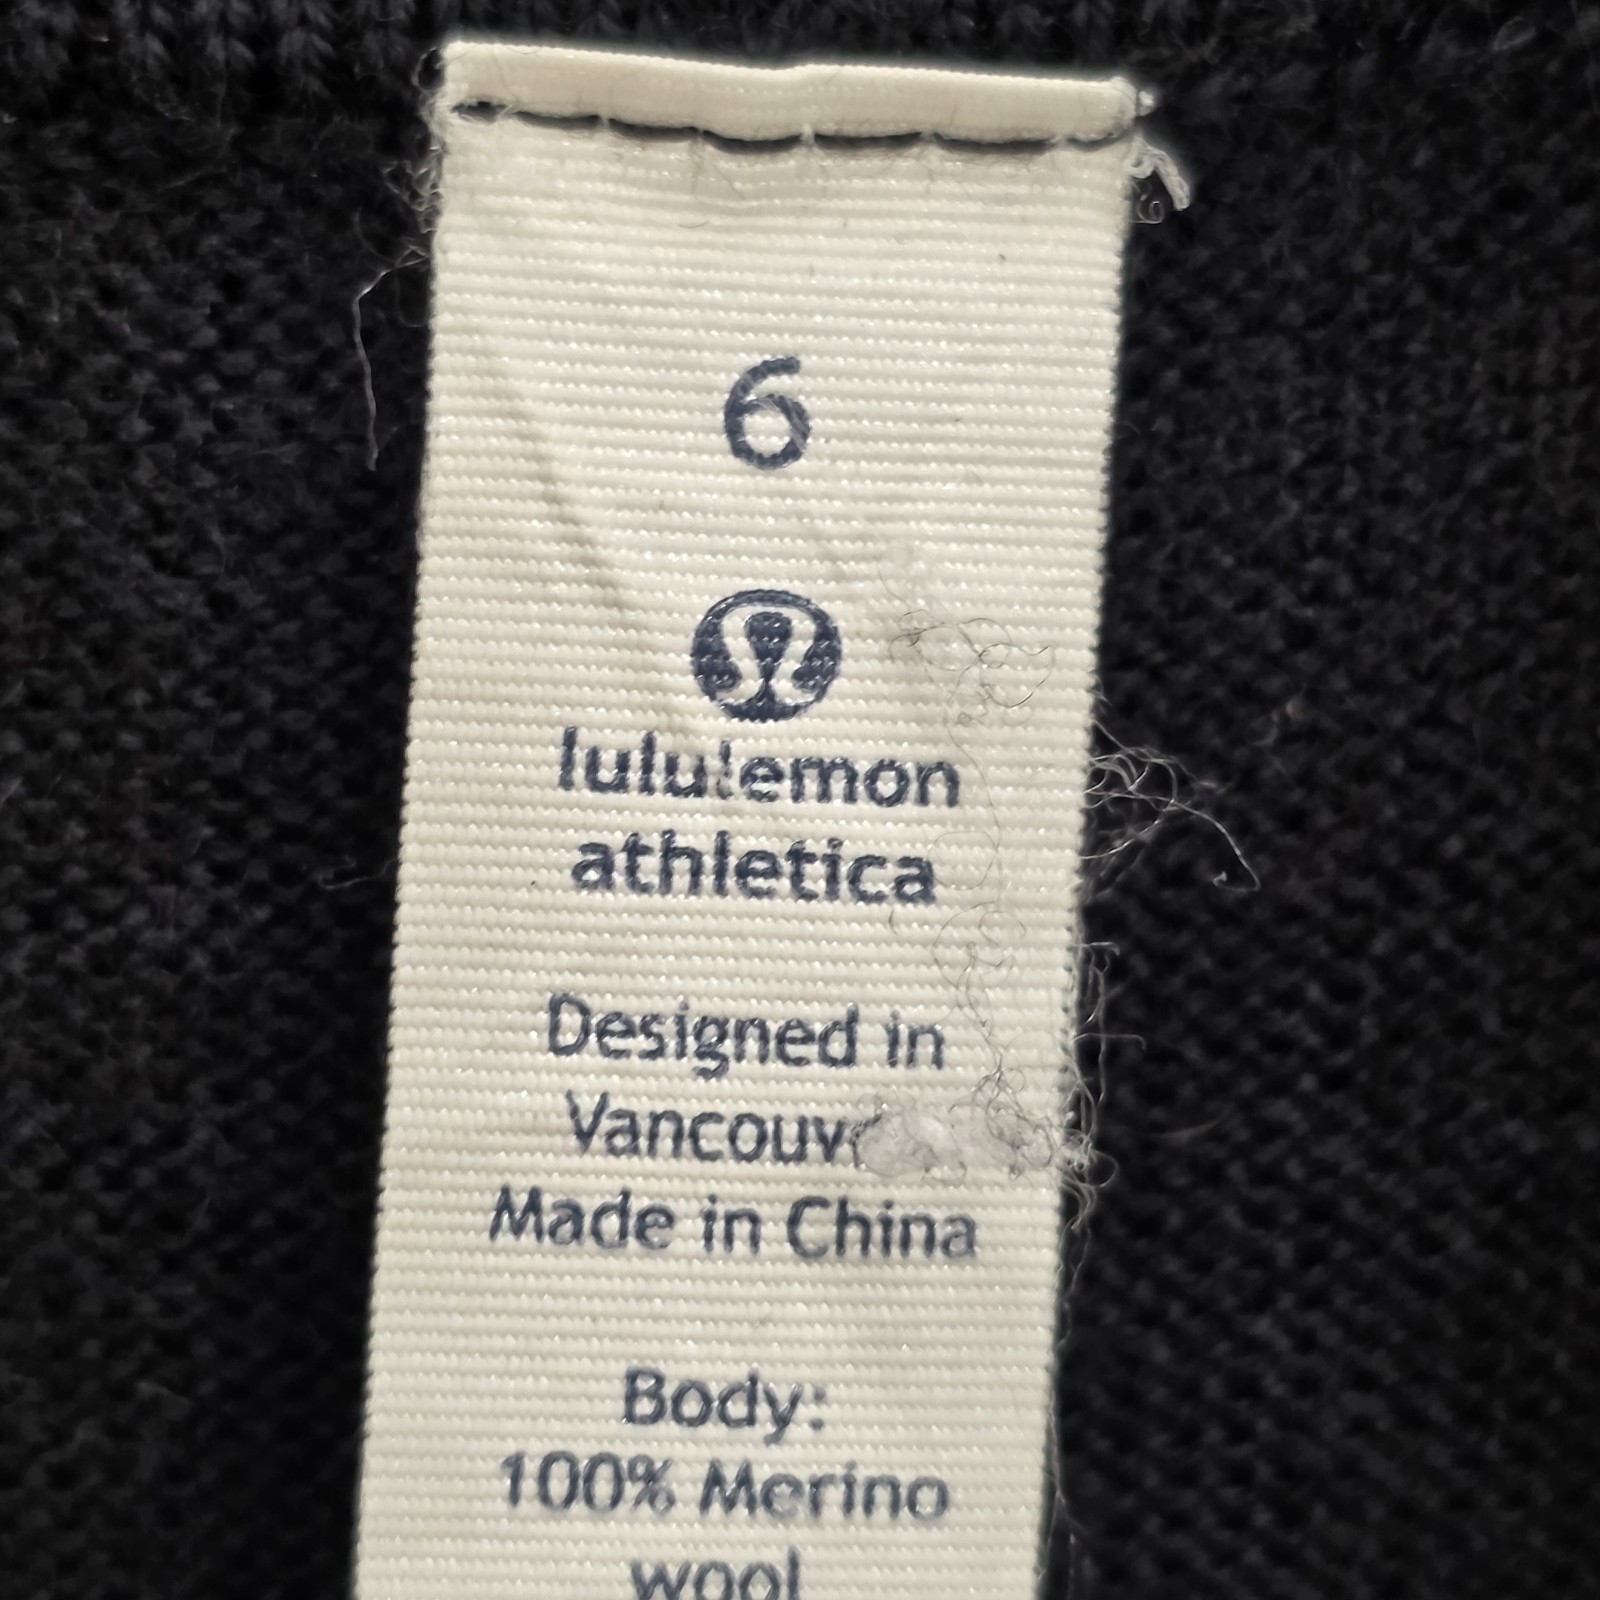 6
lululemon
athletica
Designed in
Vancouv
Made in China
Body:
100% Merino
wool